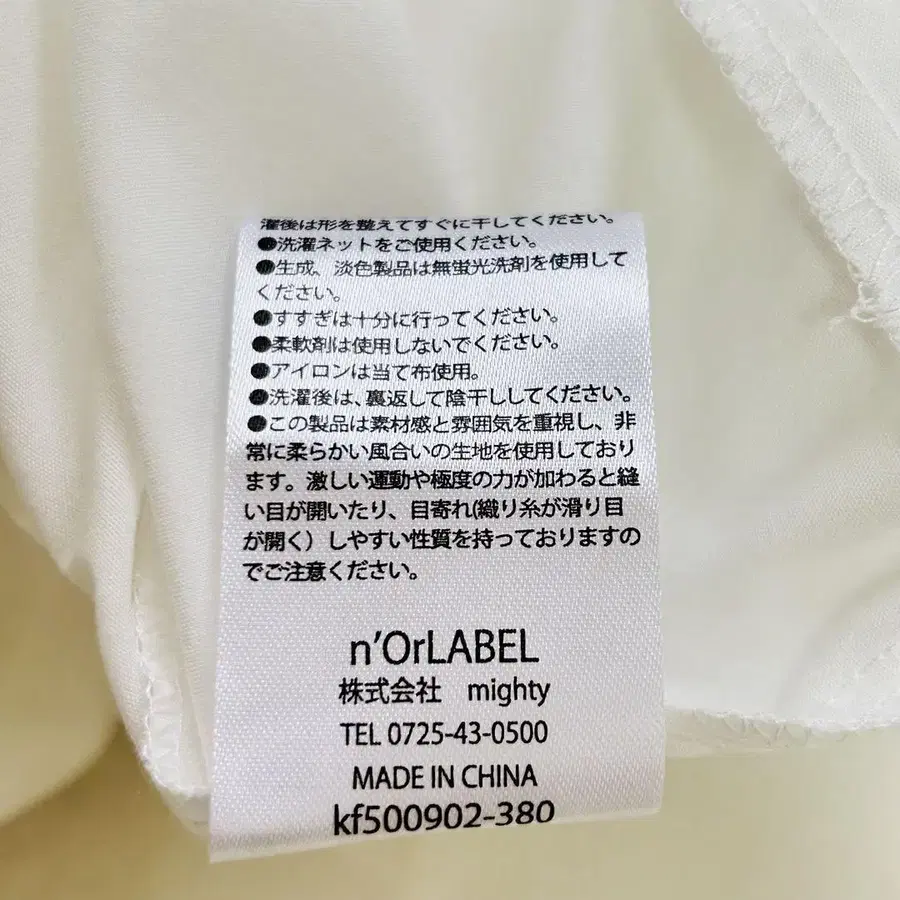 濯後は形を整えてすぐに干してください。
●洗濯ネットをご使用ください。
●生成、淡色製品は無蛍光洗剤を使用して
ください。
●すすぎは十分に行ってください。
●柔軟剤は使用しないでください。
●アイロンは当て布使用。
●洗濯後は、裏返して陰干ししてください。
●この製品は素材感と雰囲気を重視し、非
常に柔らかい風合いの生地を使用しており
ます。激しい運動や極度の力が加わると縫
い目が開いたり、目寄れ(織り糸が滑り目
が開く）しやすい性質を持っておりますの
でご注意ください。
n’OrLABEL
株式会社　mighty
TEL 0725-43-0500
MADE IN CHINA
kf500902-380